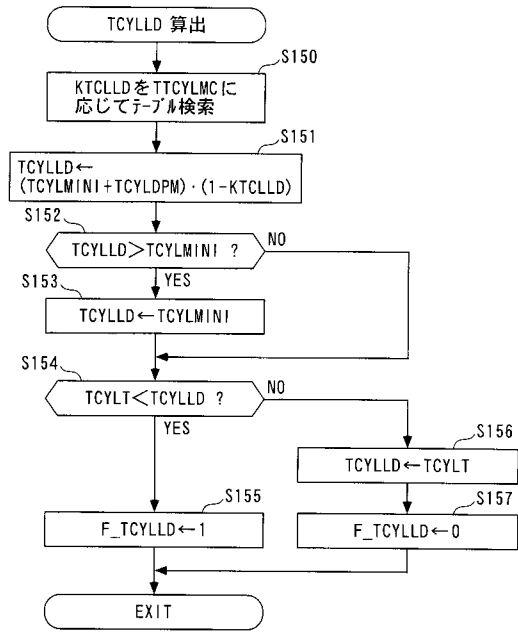 TCYLLD 算出
S150
KTCLLDをTTCYLMCに
応じてテーブル検索
S151
TCYLLD←
(TCYLMINI+TCYLDPM)·(1-KTCLLD)
S152
TCYLLD>TCYLMINI ?
NO
YES
S153
TCYLLD←TCYLMINI
S154
TCYLT<TCYLLD ?
NO
YES
S156
TCYLLD←TCYLT
S155
F_TCYLLD←1
S157
F_TCYLLD←0
EXIT